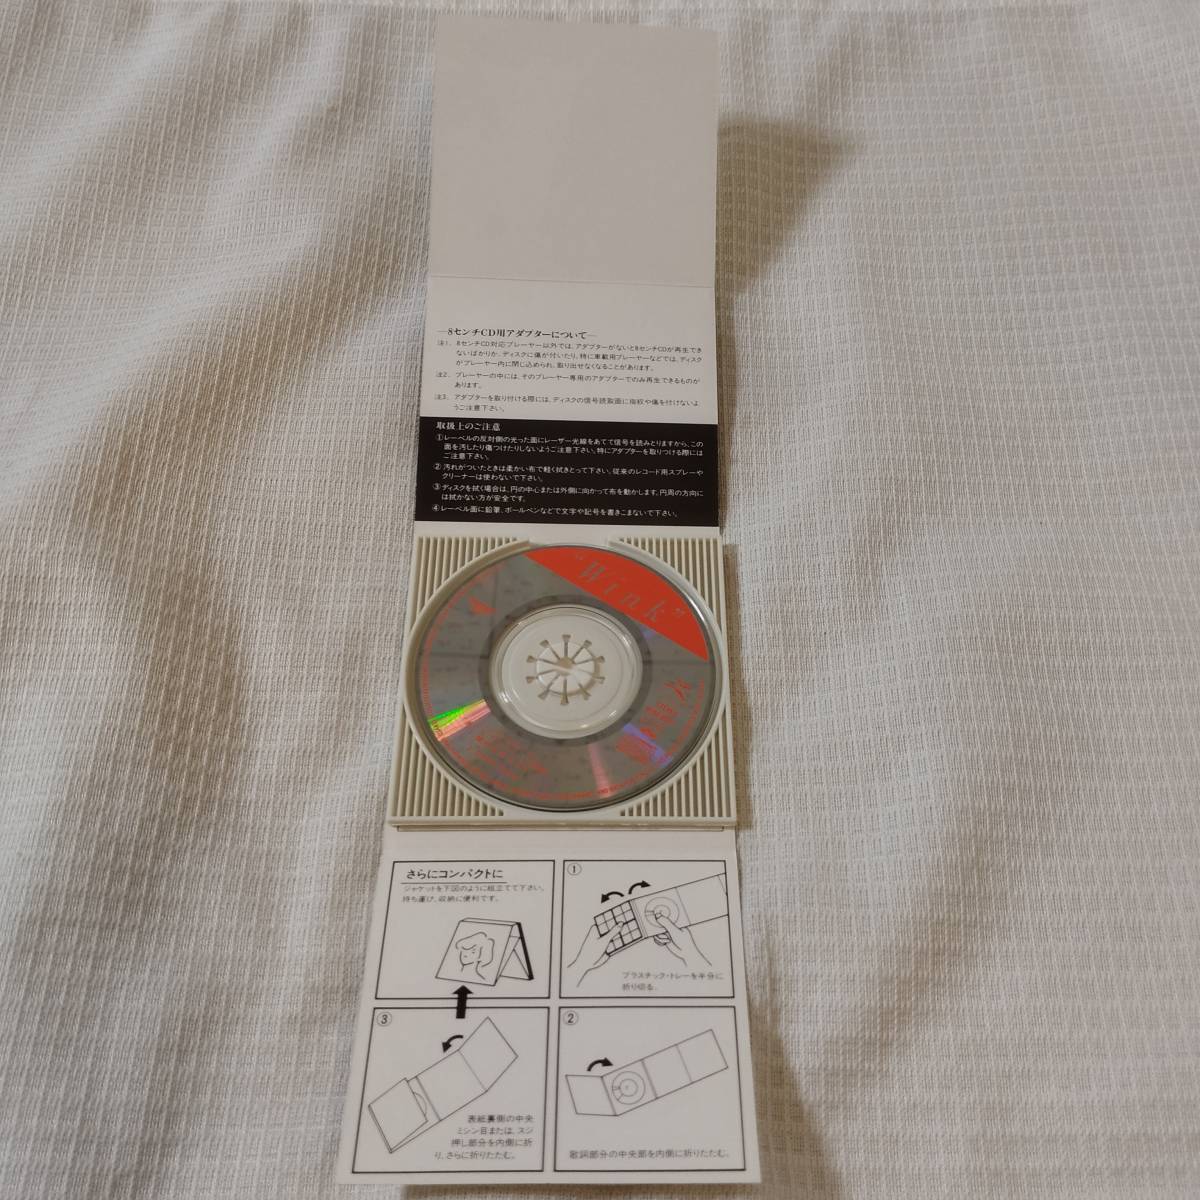 ―8センチCD用アダプターについて―
注1. 8センチCD対応プレーヤー以外では、アダプターがないと8センチCDが再生でき
ないばかりか、ディスクに傷が付いたり、特に車載用プレーヤーなどでは、ディスク
がプレーヤー内に閉じ込められ、取り出せなくなることがあります。
注2. プレーヤーの中には、そのプレーヤー専用のアダプターでのみ再生できるものが
あります。
注3. アダプターを取り付ける際には、ディスクの信号読取面に指紋や傷を付けないよ
うご注意下さい。
取扱上のご注意
①レーベルの反対側の光った面にレーザー光線をあてて信号を読みとりますから、この
面を汚したり傷つけたりしないようご注意下さい。特にアダプターを取りつける際には
ご注意下さい。
②汚れがついたときは柔かい布で軽く拭きとって下さい。従来のレコード用スプレーや
クリーナーは使わないで下さい。
③ディスクを拭く場合は、円の中心または外側に向かって布を動かします。円周の方向に
は拭かない方が安全です。
④レーベル面に鉛筆、ボールペンなどで文字や記号を書きこまないで下さい。
"Wink"
さらにコンパクトに
ジャケットを下図のように組立てて下さい。
持ち運び、収納に便利です。
①
プラスチック・トレーを半分に
折り切る。
③
表紙裏側の中央
ミシン目または、スジ
押し部分を内側に折
り、さらに折りたたむ。
②
歌詞部分の中央部を内側に折りたたむ。